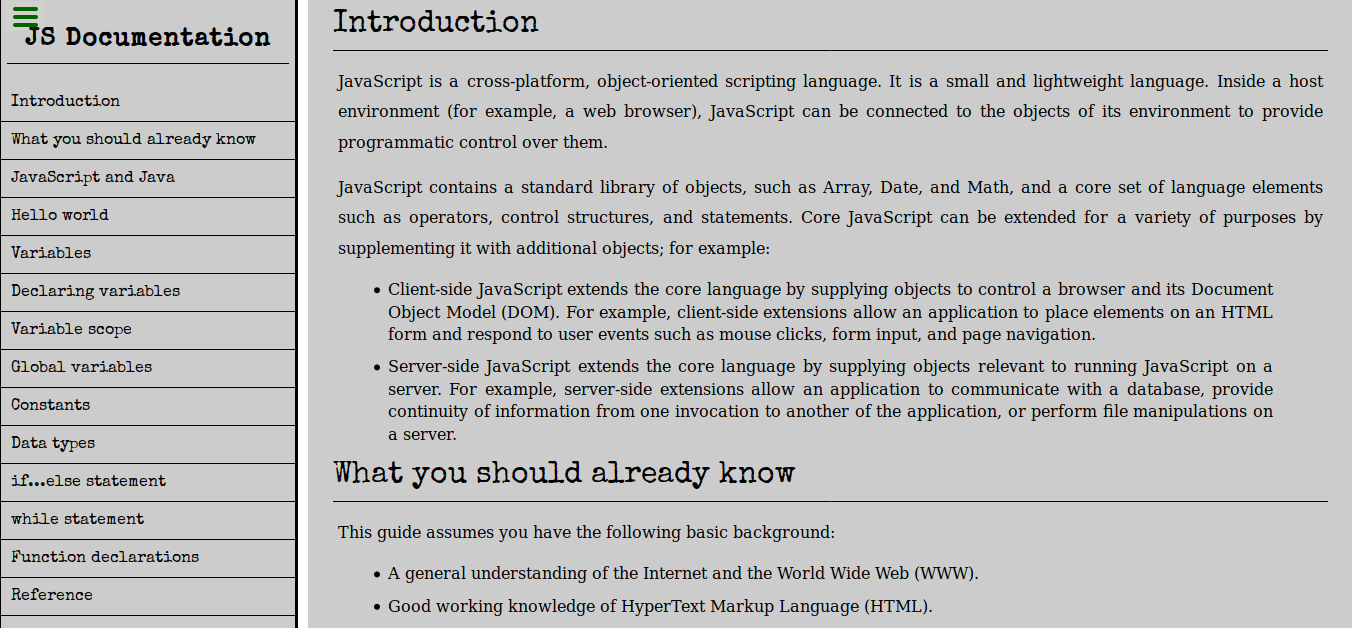 JS Documentation
Introduction
What you should already know
JavaScript and Java
Hello world
Variables
Declaring variables
Variable scope
Global variables
Constants
Data types
if...else statement
while statement
Function declarations
Reference
Introduction
JavaScript is a cross-platform, object-oriented scripting language. It is a small and lightweight language. Inside a host
environment (for example, a web browser), JavaScript can be connected to the objects of its environment to provide
programmatic control over them.
JavaScript contains a standard library of objects, such as Array, Date, and Math, and a core set of language elements
such as operators, control structures, and statements. Core JavaScript can be extended for a variety of purposes by
supplementing it with additional objects; for example:
• Client-side JavaScript extends the core language by supplying objects to control a browser and its Document
Object Model (DOM). For example, client-side extensions allow an application to place elements on an HTML
form and respond to user events such as mouse clicks, form input, and page navigation.
• Server-side JavaScript extends the core language by supplying objects relevant to running JavaScript on a
server. For example, server-side extensions allow an application to communicate with a database, provide
continuity of information from one invocation to another of the application, or perform file manipulations on
a server.
What you should already know
This guide assumes you have the following basic background:
• A general understanding of the Internet and the World Wide Web (WWW).
• Good working knowledge of HyperText Markup Language (HTML).